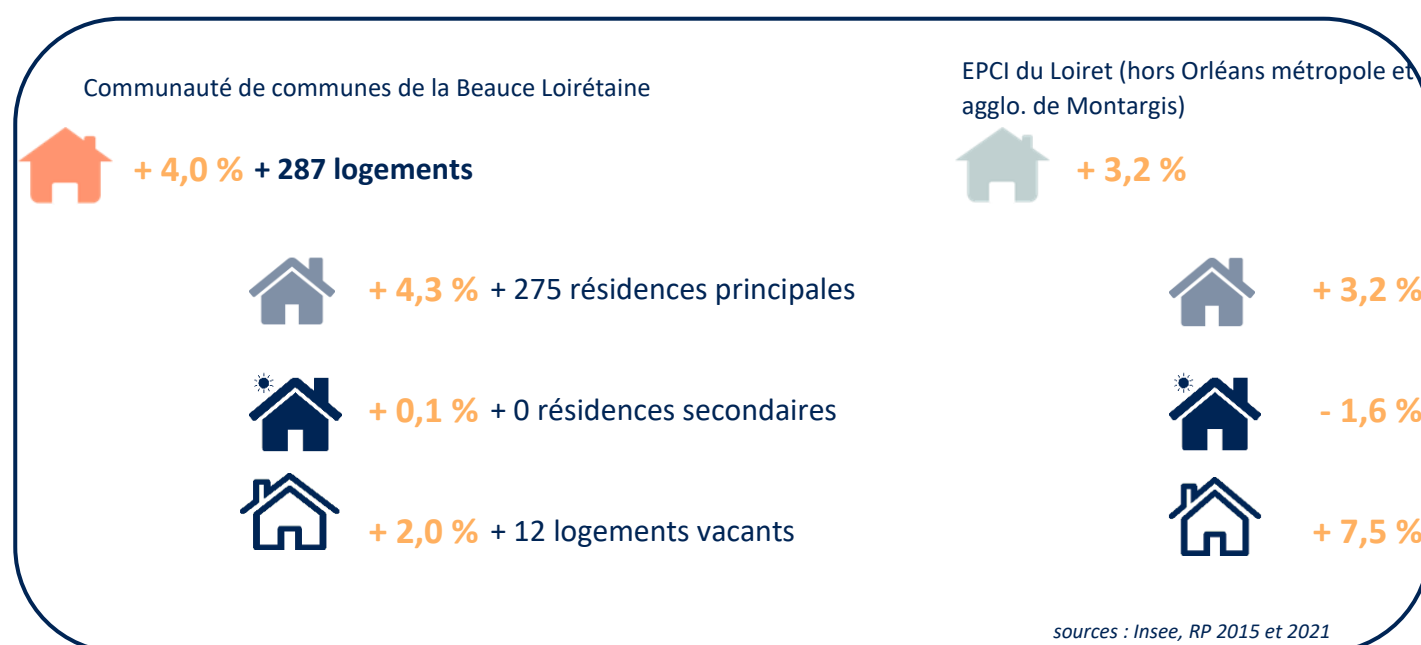 Communauté de communes de la Beauce Loirétaine
+ 4,0 % + 287 logements
+ 4,3 % + 275 résidences principales
+ 0,1 % + 0 résidences secondaires
+ 2,0 % + 12 logements vacants
EPCI du Loiret (hors Orléans métropole et
agglo. de Montargis)
+ 3,2 %
+ 3,2 %
- 1,6 %
+ 7,5 %
sources : Insee, RP 2015 et 2021